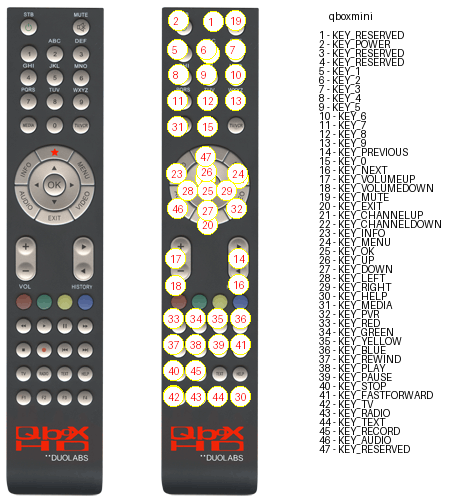 qboxmini
STB MUTE
ABC DEF
1 2 3
GHI JKL MNO
4 5 6
PQRS TUV WXYZ
7 8 9
MEDIA 0
INFO MENU
OK
AUDIO VIDEO
EXIT
VOL HISTORY
TV RADIO TEXT HELP
F1 F2 F3 F4
QboX
HD
**DUOLABS
2 1 19
5 6 7
8 9 10
11 12 13
31 15
47
23 26 24
28 25 29
46 27 32
20
17 14
18 16
33 34 35 36
37 38 39 41
40 45
42 43 44 30
QboX
HD
**DUOLABS
1 - KEY_RESERVED
2 - KEY_POWER
3 - KEY_RESERVED
4 - KEY_RESERVED
5 - KEY_1
6 - KEY_2
7 - KEY_3
8 - KEY_4
9 - KEY_5
10 - KEY_6
11 - KEY_7
12 - KEY_8
13 - KEY_9
14 - KEY_PREVIOUS
15 - KEY_0
16 - KEY_NEXT
17 - KEY_VOLUMEUP
18 - KEY_VOLUMEDOWN
19 - KEY_MUTE
20 - KEY_EXIT
21 - KEY_CHANNELUP
22 - KEY_CHANNELDOWN
23 - KEY_INFO
24 - KEY_MENU
25 - KEY_OK
26 - KEY_UP
27 - KEY_DOWN
28 - KEY_LEFT
29 - KEY_RIGHT
30 - KEY_HELP
31 - KEY_MEDIA
32 - KEY_PVR
33 - KEY_RED
34 - KEY_GREEN
35 - KEY_YELLOW
36 - KEY_BLUE
37 - KEY_REWIND
38 - KEY_PLAY
39 - KEY_PAUSE
40 - KEY_STOP
41 - KEY_FASTFORWARD
42 - KEY_TV
43 - KEY_RADIO
44 - KEY_TEXT
45 - KEY_RECORD
46 - KEY_AUDIO
47 - KEY_RESERVED